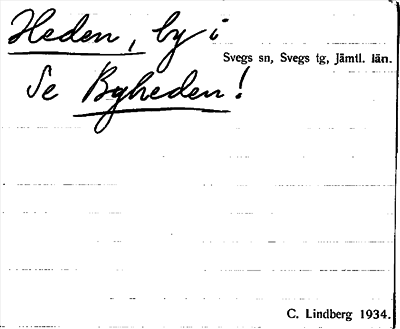 Heden, by i
Svegs sn, Svegs tg, Jämtl. län.
Se Byheden!
C. Lindberg 1934.